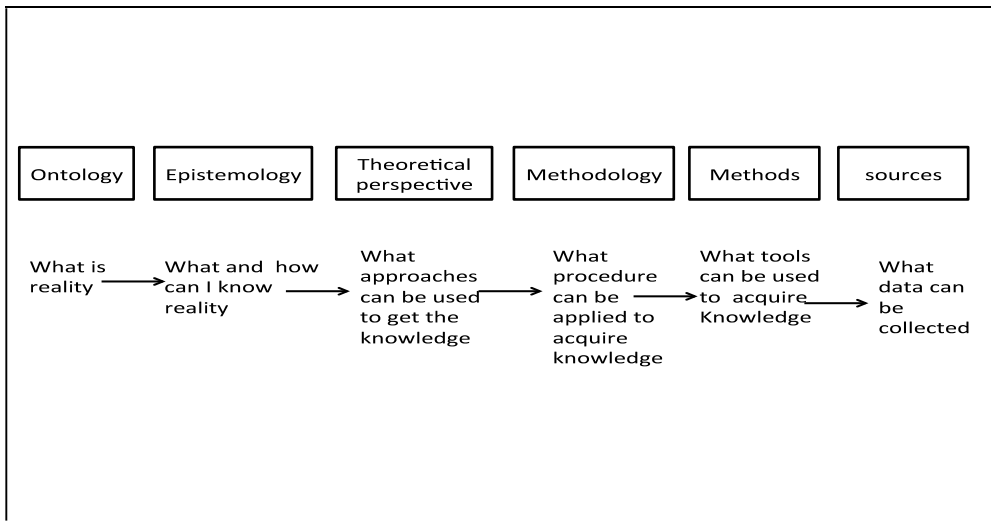 Ontology
Epistemology
Theoretical
perspective
Methodology
Methods
sources
What is
reality
What and how
can I know
reality
What
approaches
can be used
to get the
knowledge
What
procedure
can be
applied to
acquire
knowledge
What tools
can be used
to acquire
Knowledge
What
data can
be
collected